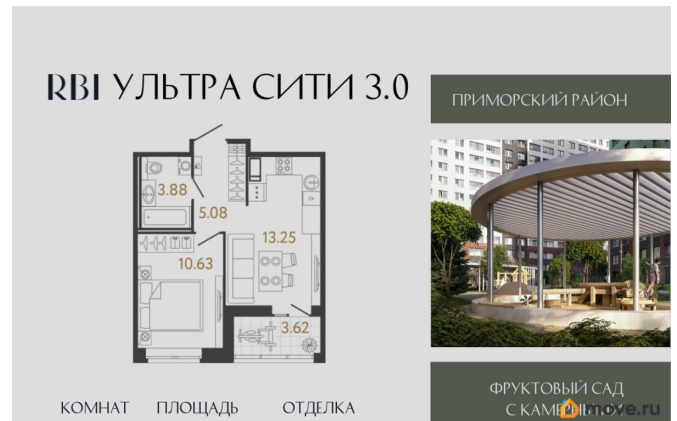 RBI УЛЬТРА СИТИ 3.0
ПРИМОРСКИЙ РАЙОН
3.88
5.08
13.25
10.63
3.62
ФРУКТОВЫЙ САД
КОМНАТ ПЛОЩАДЬ ОТДЕЛКА
С move.ru